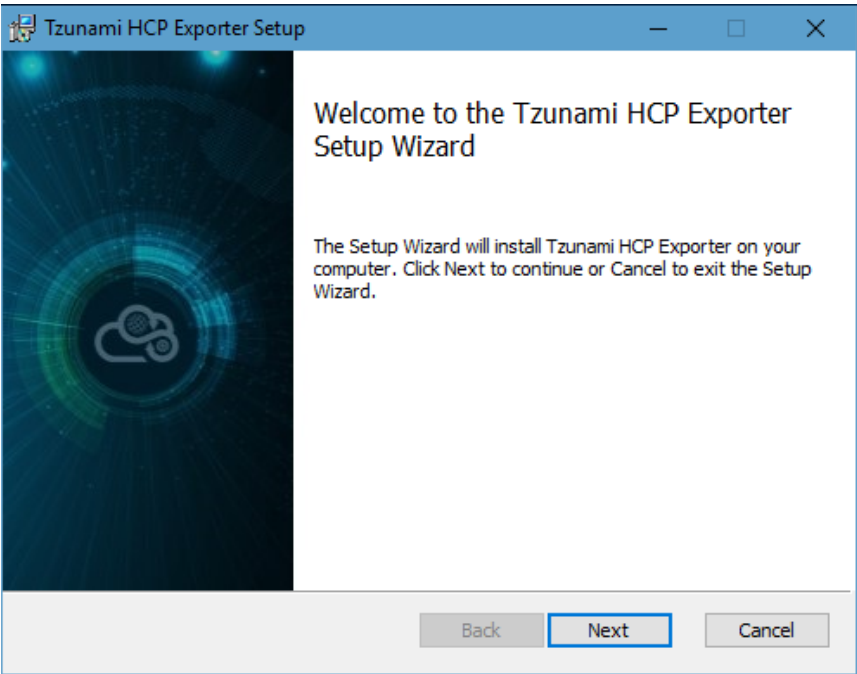 Tzunami HCP Exporter Setup
Welcome to the Tzunami HCP Exporter
Setup Wizard
The Setup Wizard will install Tzunami HCP Exporter on your
computer. Click Next to continue or Cancel to exit the Setup
Wizard.
Back Next Cancel